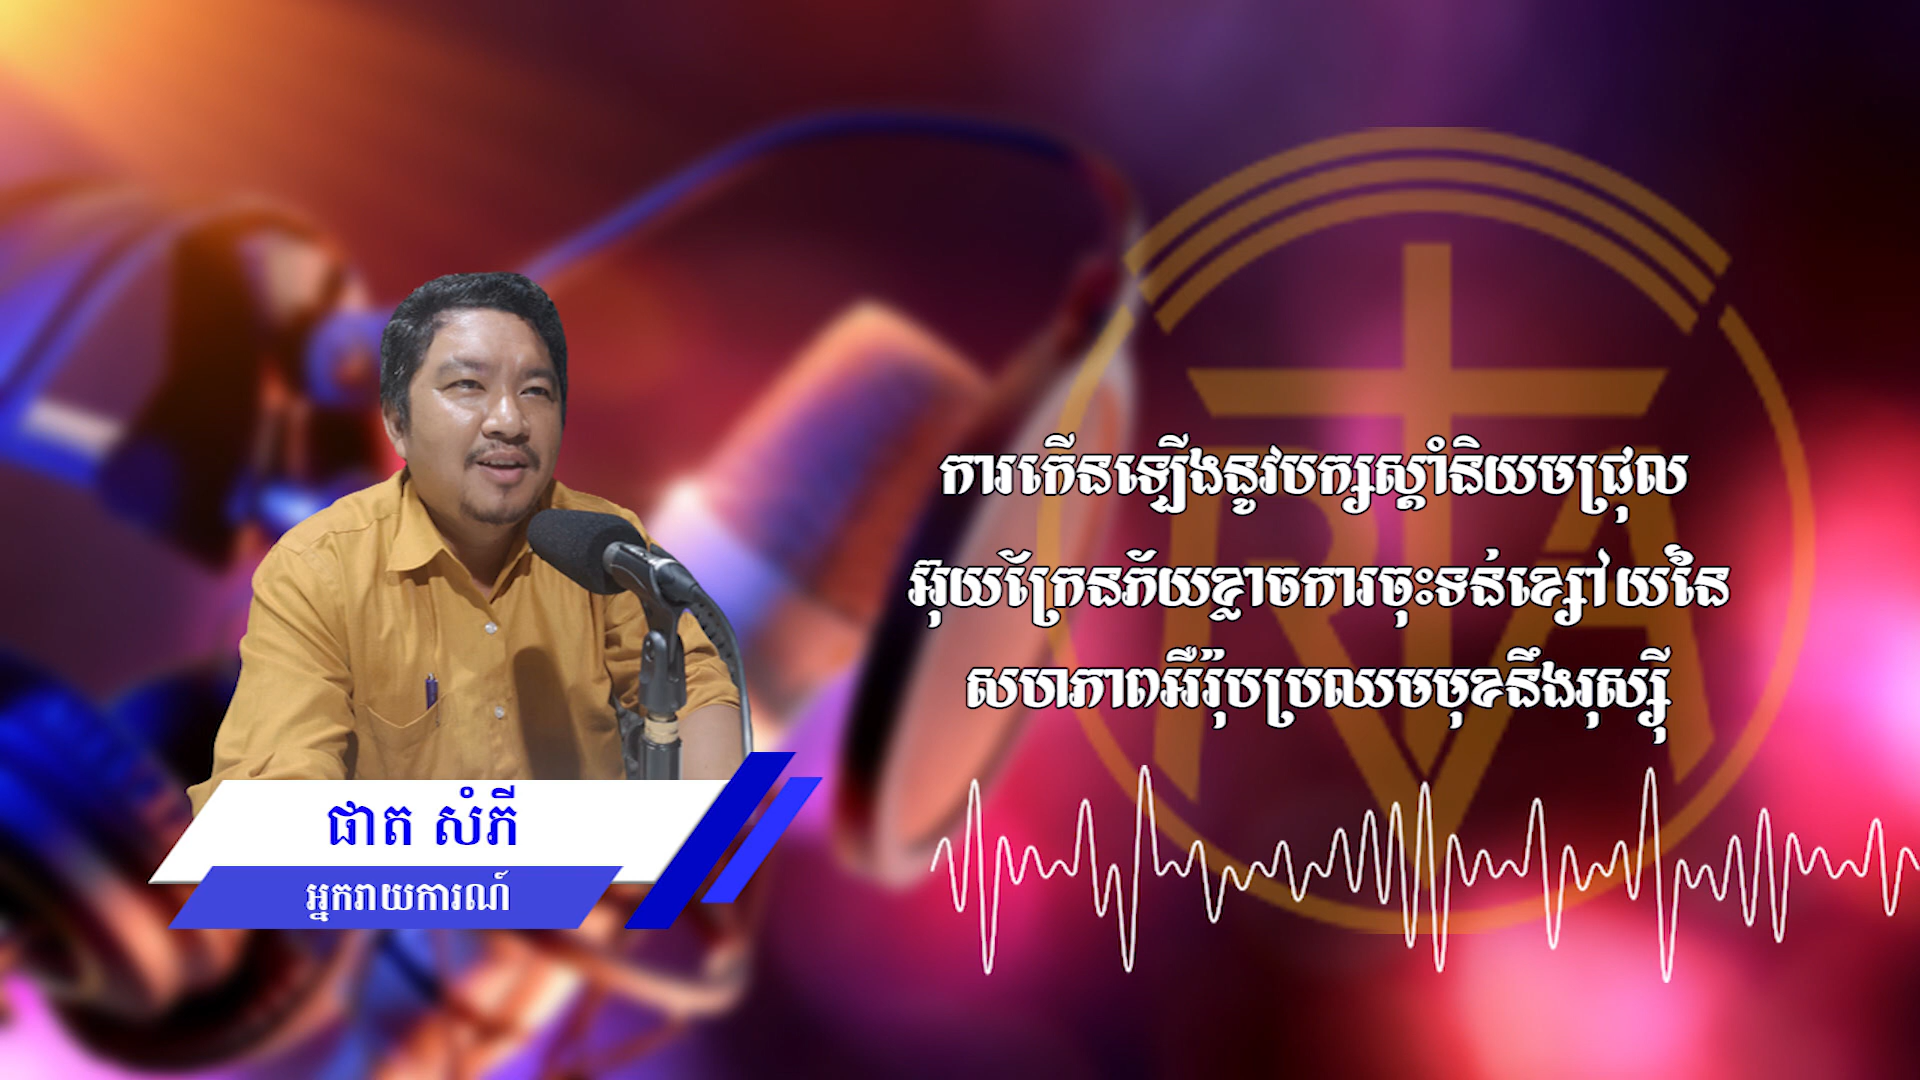 ការកើនឡើងនូវបក្សស្តាំនិយមជ្រុល
អ៊ុយក្រែនភ័យខ្លាចការចុះទន់ខ្សោយនៃ
សហភាពអឺរ៉ុបប្រឈមមុខនឹងរុស្ស៊ី
ផាត សំភី
អ្នករាយការណ៍
RVA